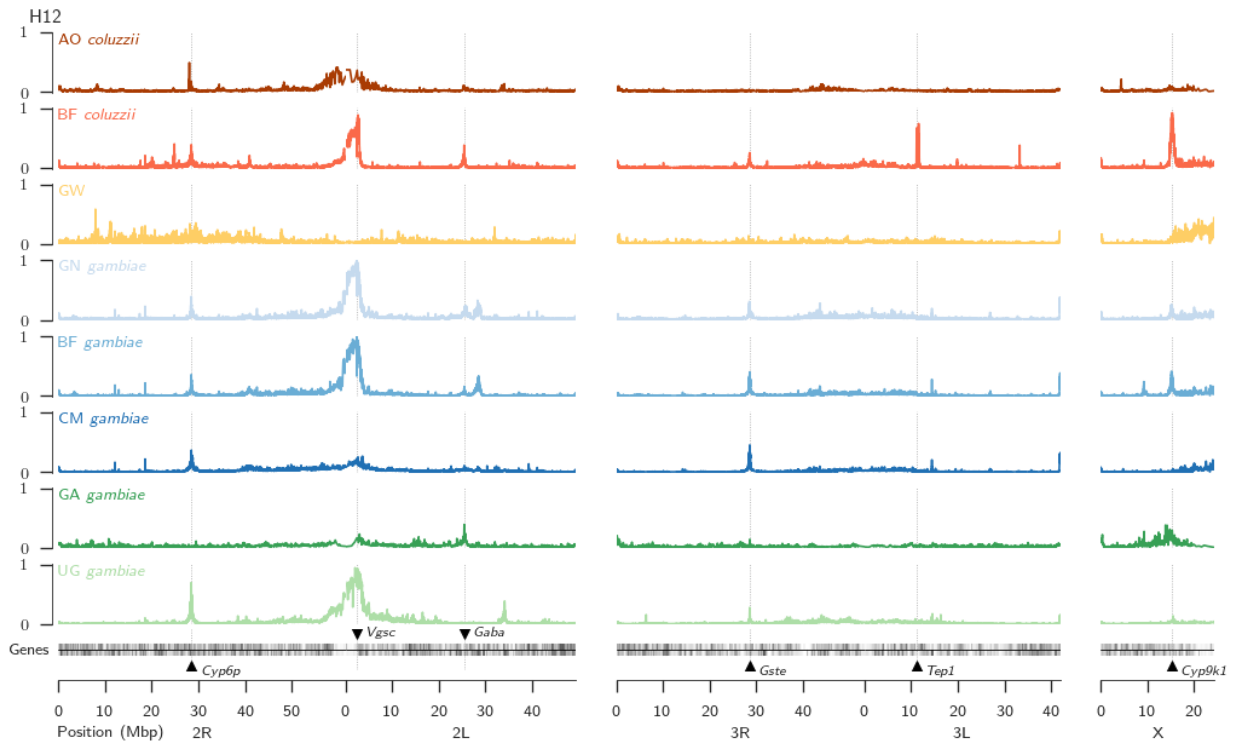 H12
1
AO coluzzii
0
1
BF coluzzii
0
1
GW
0
1
GN gambiae
0
1
BF gambiae
0
1
CM gambiae
0
1
GA gambiae
0
1
UG gambiae
0
Vgsc Gaba
Genes
Cyp6p Gste Tep1 Cyp9k1
0 10 20 30 40 50 0 10 20 30 40 0 10 20 30 40 50 0 10 20 30 40 0 10 20
Position (Mbp) 2R 2L 3R 3L X